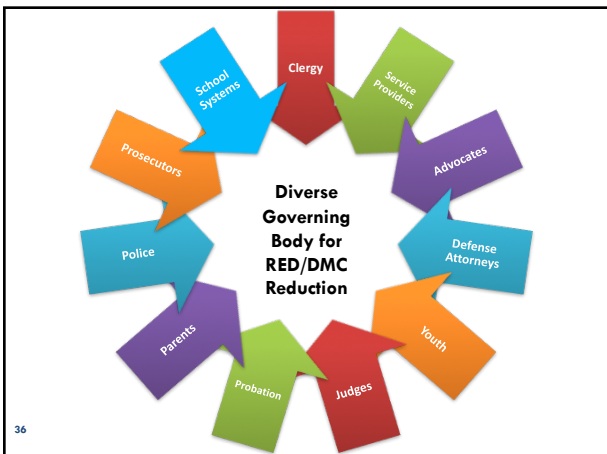 Clergy
Service
Providers
Advocates
Defense
Attorneys
Youth
Judges
Probation
Parents
Police
Prosecutors
School
Systems
Diverse
Governing
Body for
RED/DMC
Reduction
36